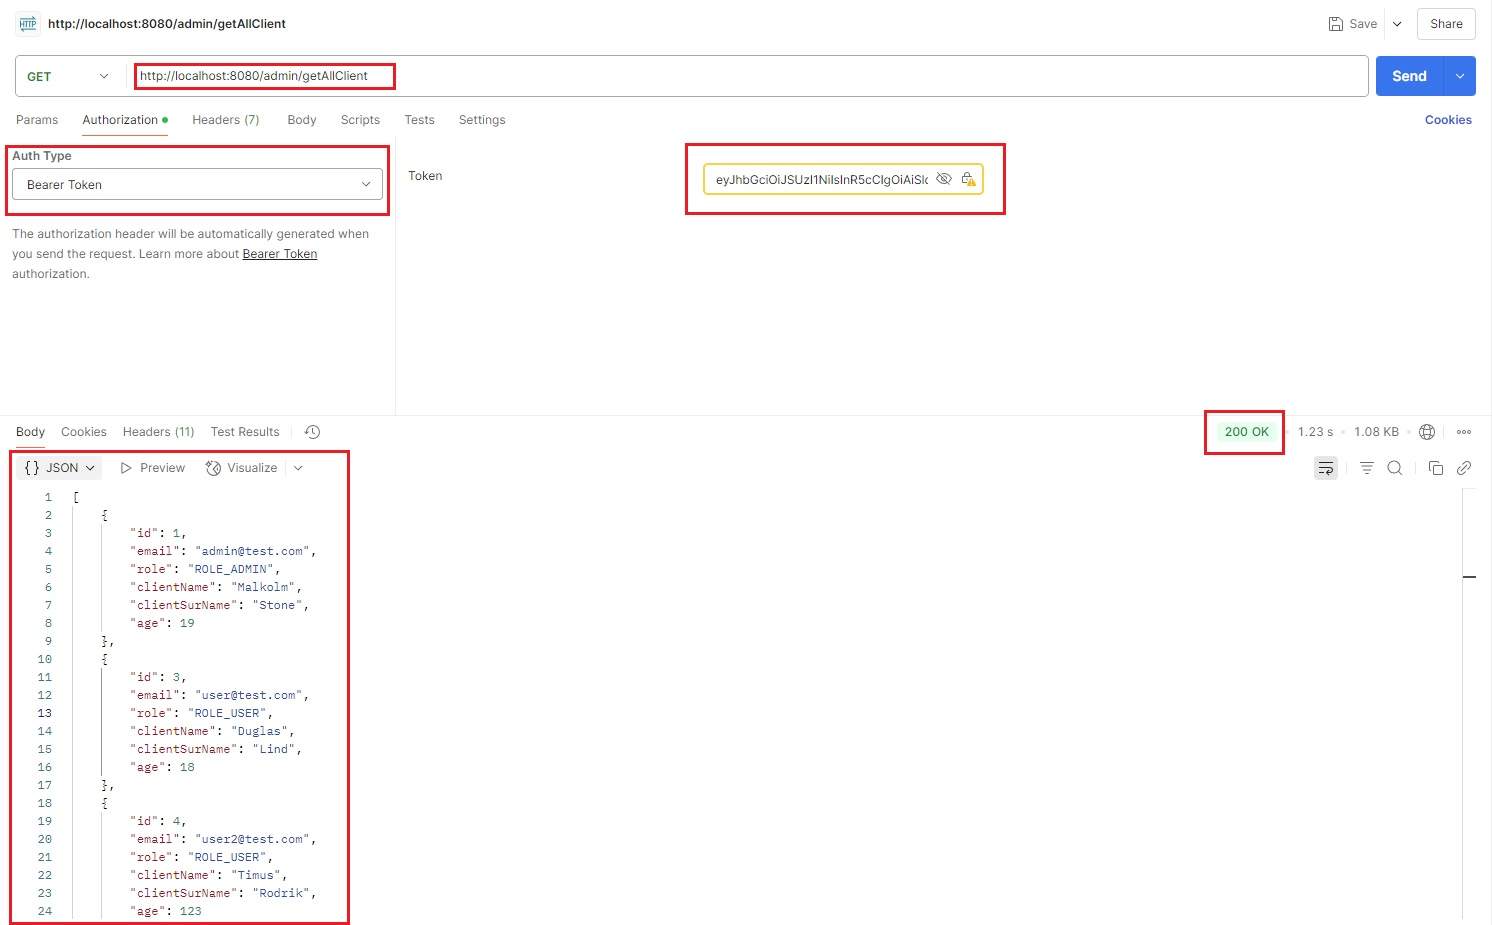 HTTP http://localhost:8080/admin/getAllClient Save Share
GET http://localhost:8080/admin/getAllClient Send
Params Authorization Headers (7) Body Scripts Tests Settings Cookies
Auth Type
Bearer Token
Token
The authorization header will be automatically generated when
you send the request. Learn more about Bearer Token
authorization.
Body Cookies Headers (11) Test Results 200 OK 1.23 s 1.08 KB
{} JSON Preview Visualize
1 [
2 {
3 "id": 1,
4 "email": "admin@test.com",
5 "role": "ROLE_ADMIN",
6 "clientName": "Malkolm",
7 "clientSurName": "Stone",
8 "age": 19
9 },
10 {
11 "id": 3,
12 "email": "user@test.com",
13 "role": "ROLE_USER",
14 "clientName": "Duglas",
15 "clientSurName": "Lind",
16 "age": 18
17 },
18 {
19 "id": 4,
20 "email": "user2@test.com",
21 "role": "ROLE_USER",
22 "clientName": "Timus",
23 "clientSurName": "Rodrik",
24 "age": 123